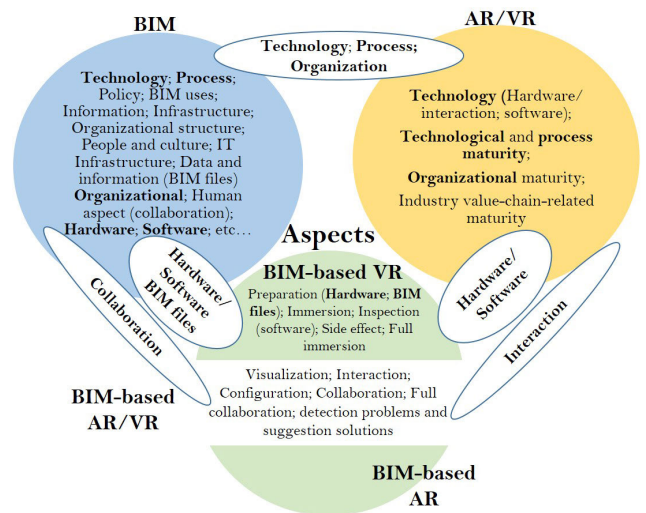 BIM
AR/VR
Technology; Process;
Organization
Technology; Process;
Policy; BIM uses;
Information; Infrastructure;
Organizational structure;
People and culture; IT
Infrastructure; Data and
information (BIM files)
Organizational; Human
aspect (collaboration);
Hardware; Software; etc…
Technology (Hardware/
interaction; software);
Technological and process
maturity;
Organizational maturity;
Industry value-chain-related
maturity
Aspects
Collaboration
Hardware/
Software
BIM files
BIM-based VR
Preparation (Hardware; BIM
files); Immersion; Inspection
(software); Side effect; Full
immersion
Hardware/
Software
Interaction
Visualization; Interaction;
Configuration; Collaboration; Full
collaboration; detection problems and
suggestion solutions
BIM-based
AR/VR
BIM-based
AR